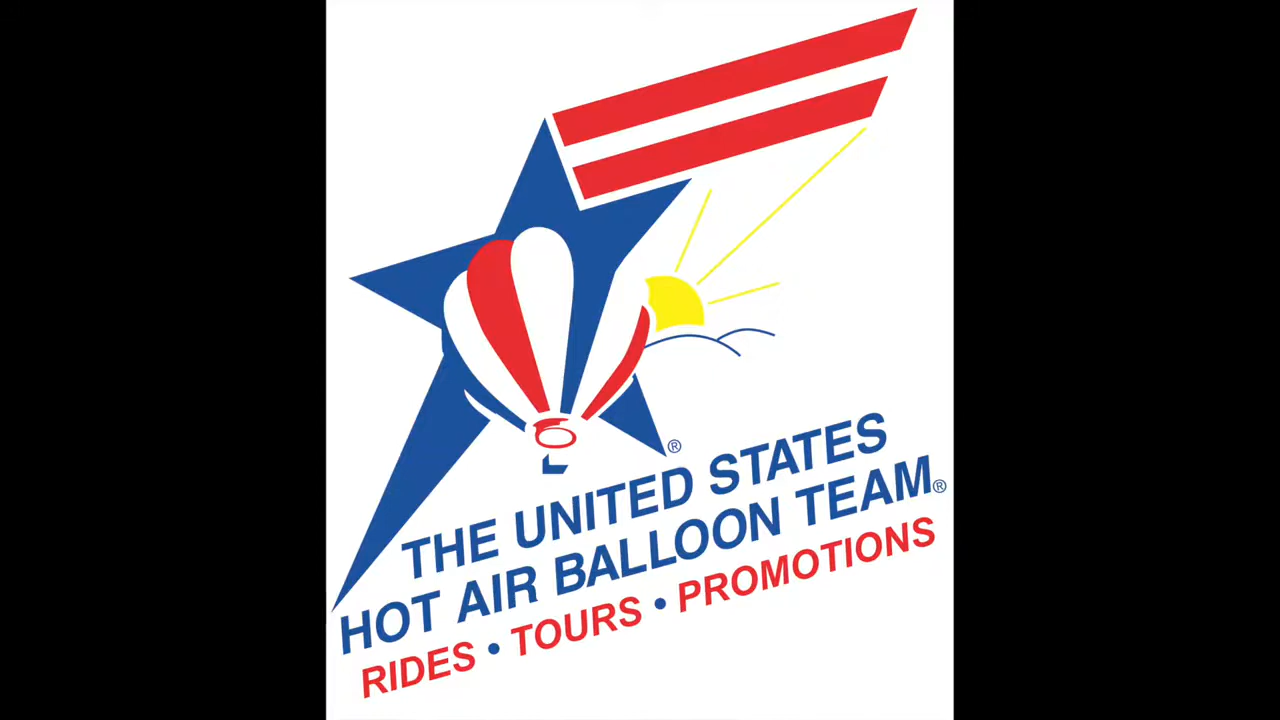 ®
THE UNITED STATES
HOT AIR BALLOON TEAM®
RIDES • TOURS • PROMOTIONS